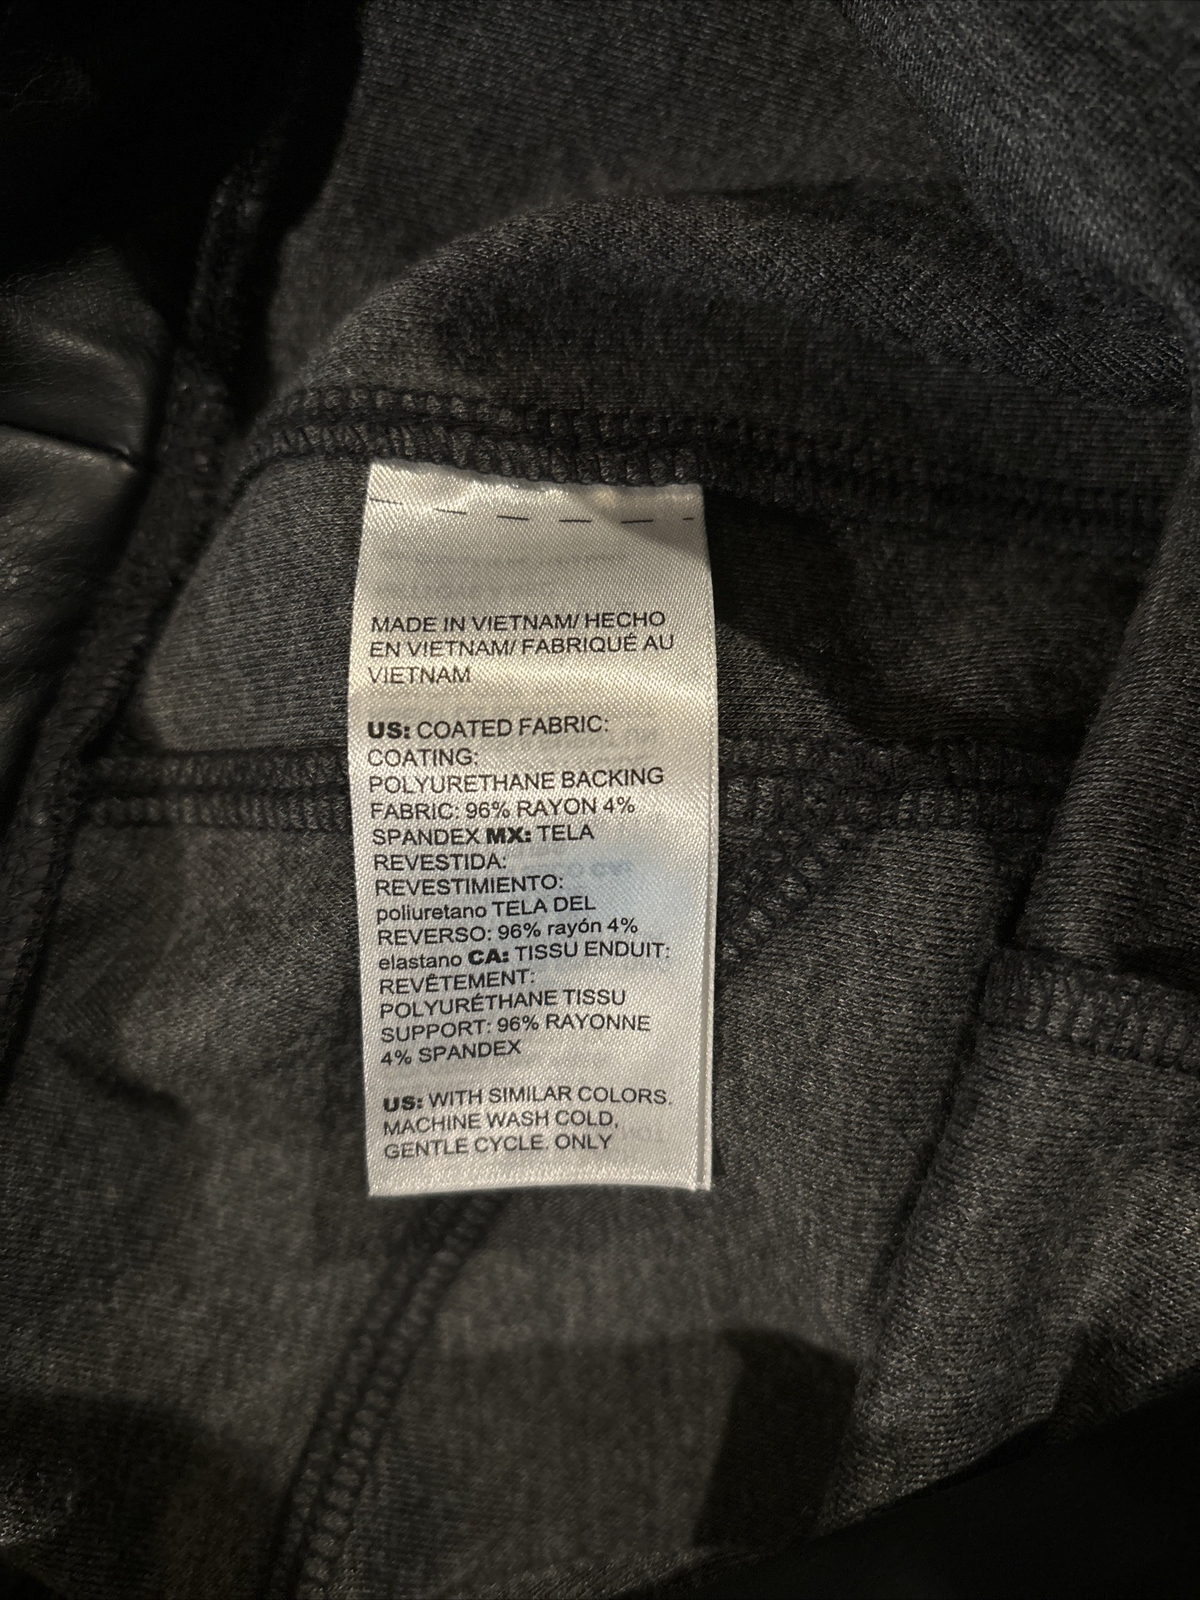 MADE IN VIETNAM/ HECHO
EN VIETNAM/ FABRIQUÉ AU
VIETNAM
US: COATED FABRIC:
COATING:
POLYURETHANE BACKING
FABRIC: 96% RAYON 4%
SPANDEX MX: TELA
REVESTIDA:
REVESTIMIENTO:
poliuretano TELA DEL
REVERSO: 96% rayón 4%
elastano CA: TISSU ENDUIT:
REVÊTEMENT:
POLYURÉTHANE TISSU
SUPPORT: 96% RAYONNE
4% SPANDEX
US: WITH SIMILAR COLORS.
MACHINE WASH COLD,
GENTLE CYCLE. ONLY